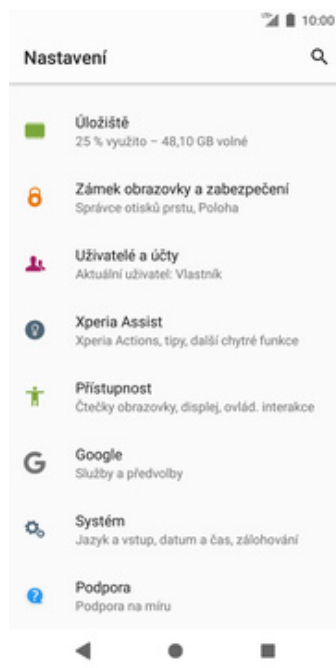 10:00
Nastavení
Úložiště
25 % využito – 48,10 GB volné
Zámek obrazovky a zabezpečení
Správce otisků prstu, Poloha
Uživatelé a účty
Aktuální uživatel: Vlastník
Xperia Assist
Xperia Actions, tipy, další chytré funkce
Přístupnost
Čtečky obrazovky, displej, ovlád. interakce
Google
Služby a předvolby
Systém
Jazyk a vstup, datum a čas, zálohování
Podpora
Podpora na míru